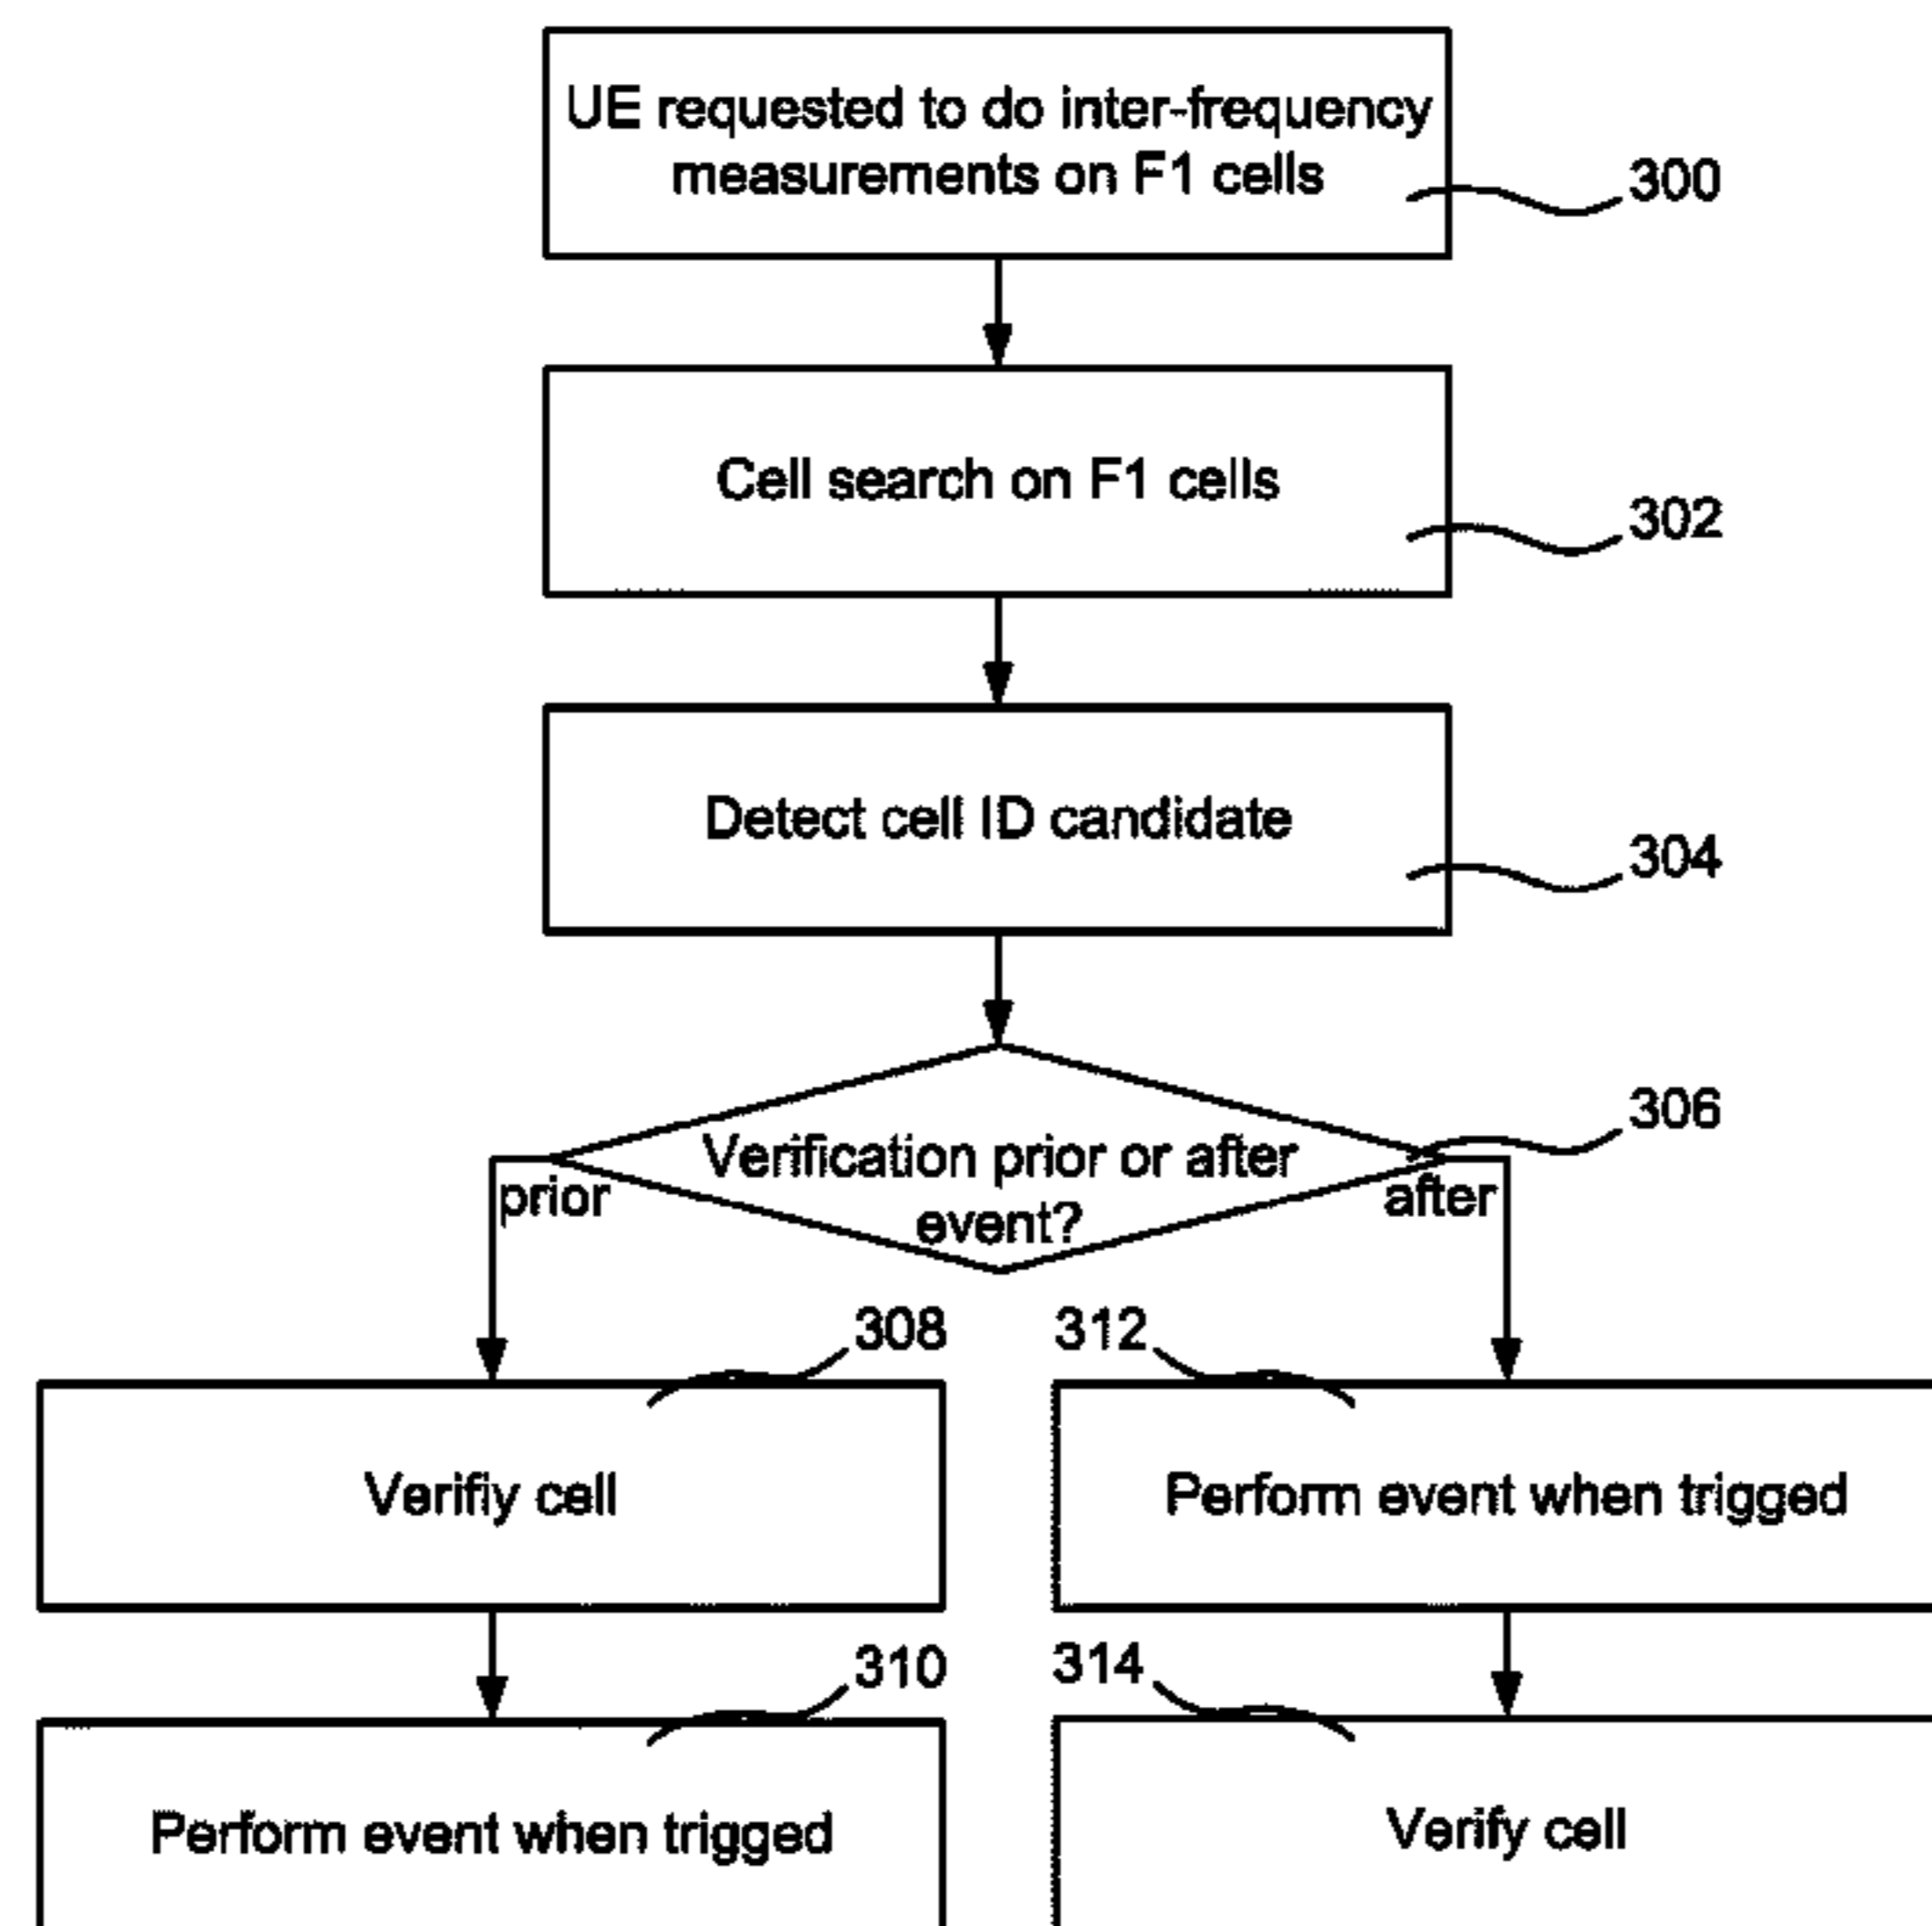 UE requested to do inter-frequency
measurements on F1 cells
300
Cell search on F1 cells
302
Detect cell ID candidate
304
306
Verification prior or after
event?
prior
after
308
312
Verifiy cell
Perform event when trigged
310
314
Perform event when trigged
Verify cell